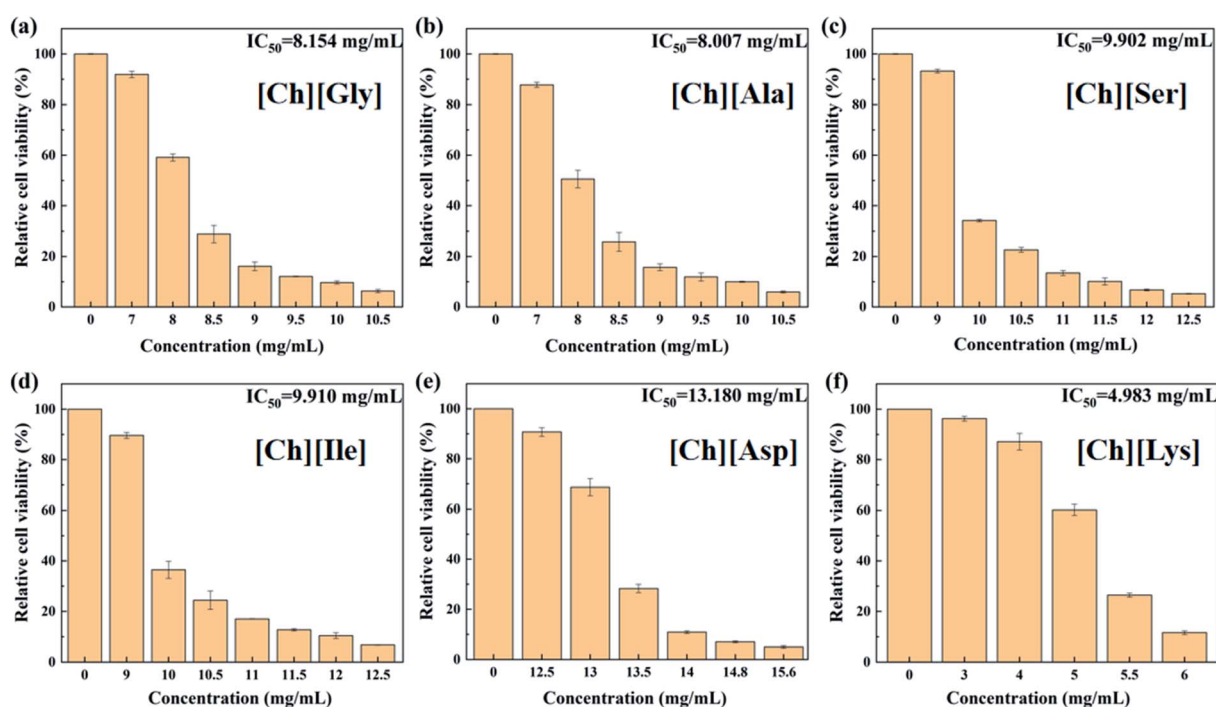 (a)
IC50=8.154 mg/mL
[Ch][Gly]
Relative cell viability (%)
100
80
60
40
20
0
0 7 8 8.5 9 9.5 10 10.5
Concentration (mg/mL)
(b)
IC50=8.007 mg/mL
[Ch][Ala]
Relative cell viability (%)
100
80
60
40
20
0
0 7 8 8.5 9 9.5 10 10.5
Concentration (mg/mL)
(c)
IC50=9.902 mg/mL
[Ch][Ser]
Relative cell viability (%)
100
80
60
40
20
0
0 9 10 10.5 11 11.5 12 12.5
Concentration (mg/mL)
(d)
IC50=9.910 mg/mL
[Ch][Ile]
Relative cell viability (%)
100
80
60
40
20
0
0 9 10 10.5 11 11.5 12 12.5
Concentration (mg/mL)
(e)
IC50=13.180 mg/mL
[Ch][Asp]
Relative cell viability (%)
100
80
60
40
20
0
0 12.5 13 13.5 14 14.8 15.6
Concentration (mg/mL)
(f)
IC50=4.983 mg/mL
[Ch][Lys]
Relative cell viability (%)
100
80
60
40
20
0
0 3 4 5 5.5 6
Concentration (mg/mL)